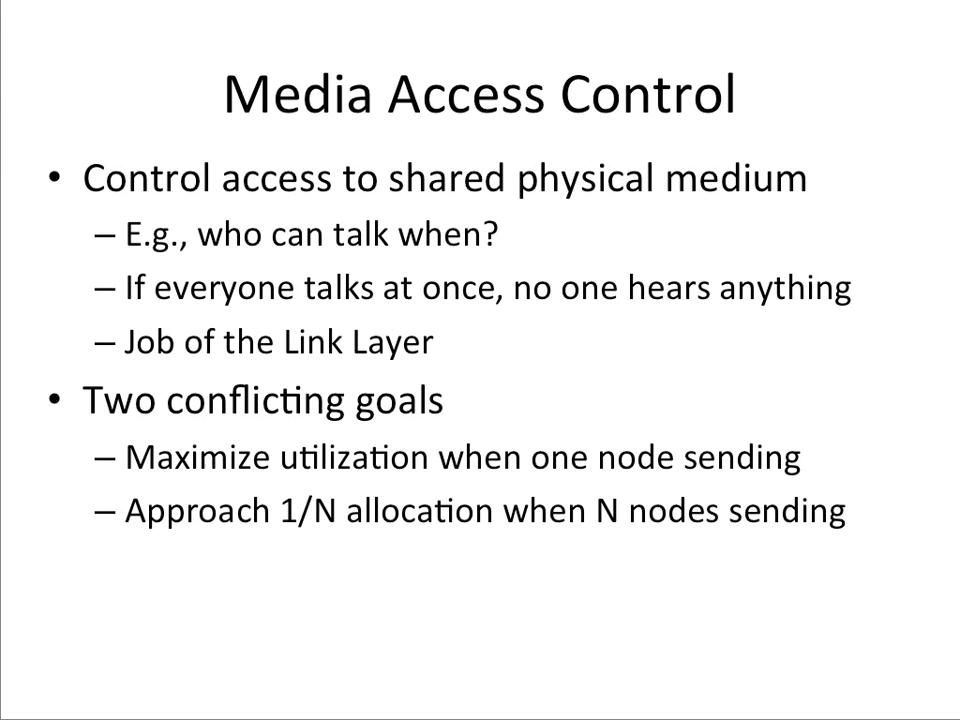 Media Access Control
• Control access to shared physical medium
– E.g., who can talk when?
– If everyone talks at once, no one hears anything
– Job of the Link Layer
• Two conflicting goals
– Maximize utilization when one node sending
– Approach 1/N allocation when N nodes sending